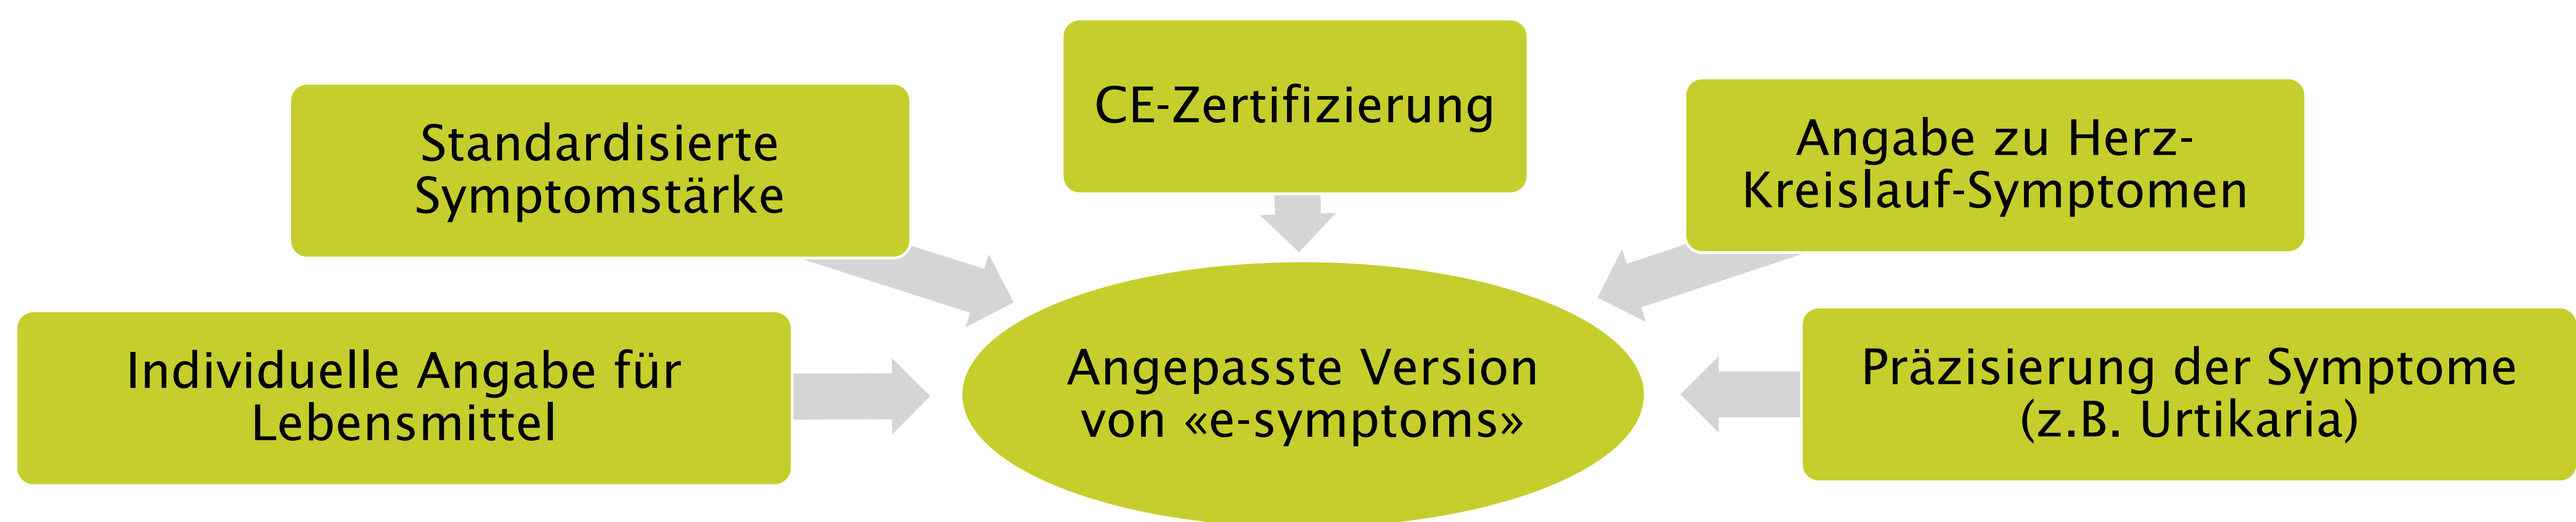 CE-Zertifizierung
Standardisierte
Symptomstärke
Angabe zu Herz-
Kreislauf-Symptomen
Individuelle Angabe für
Lebensmittel
Angepasste Version
von «e-symptoms»
Präzisierung der Symptome
(z.B. Urtikaria)